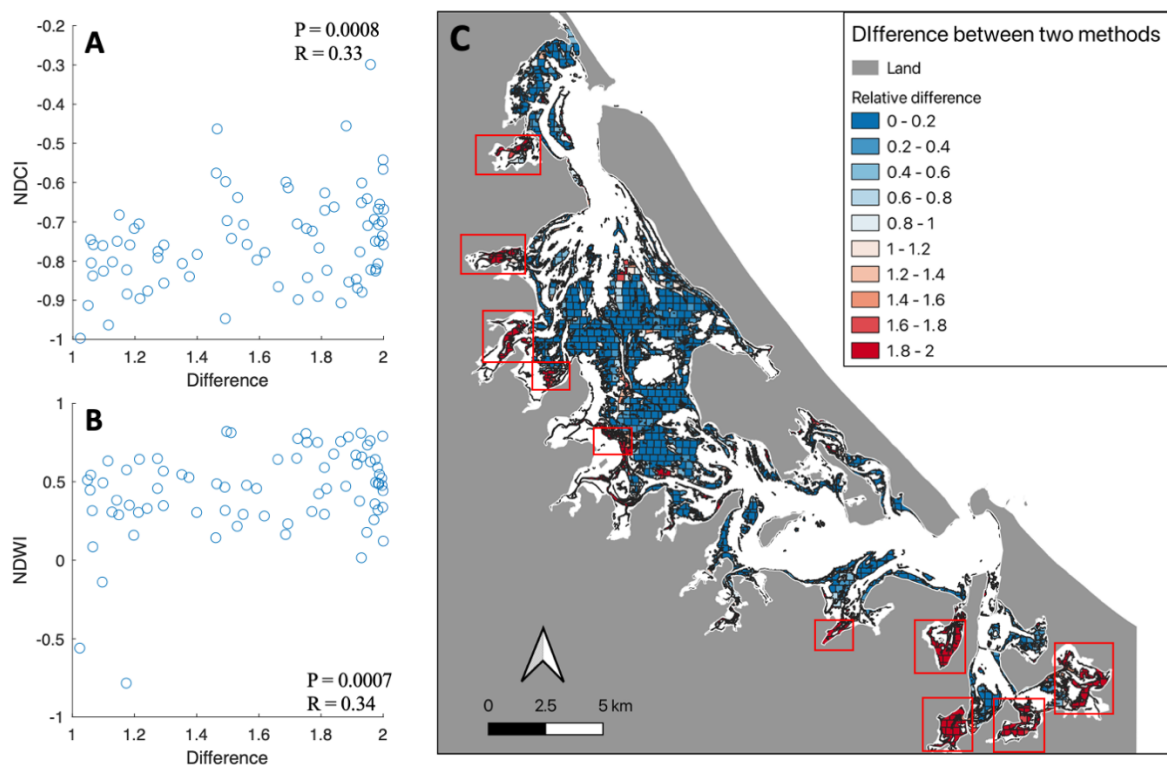 A
P = 0.0008
R = 0.33
-0.2
-0.3
-0.4
-0.5
-0.6
-0.7
-0.8
-0.9
-1
NDCI
1 1.2 1.4 1.6 1.8 2
Difference
B
1
0.5
0
-0.5
-1
NDWI
P = 0.0007
R = 0.34
1 1.2 1.4 1.6 1.8 2
Difference
C
DIfference between two methods
Land
Relative difference
0 - 0.2
0.2 - 0.4
0.4 - 0.6
0.6 - 0.8
0.8 - 1
1 - 1.2
1.2 - 1.4
1.4 - 1.6
1.6 - 1.8
1.8 - 2
0 2.5 5 km